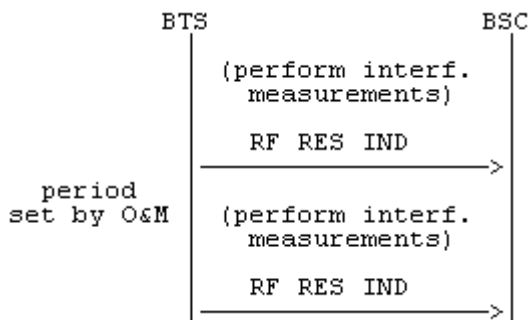 BTS BSC
(perform interf.
measurements)
RF RES IND
period
set by O&M
(perform interf.
measurements)
RF RES IND